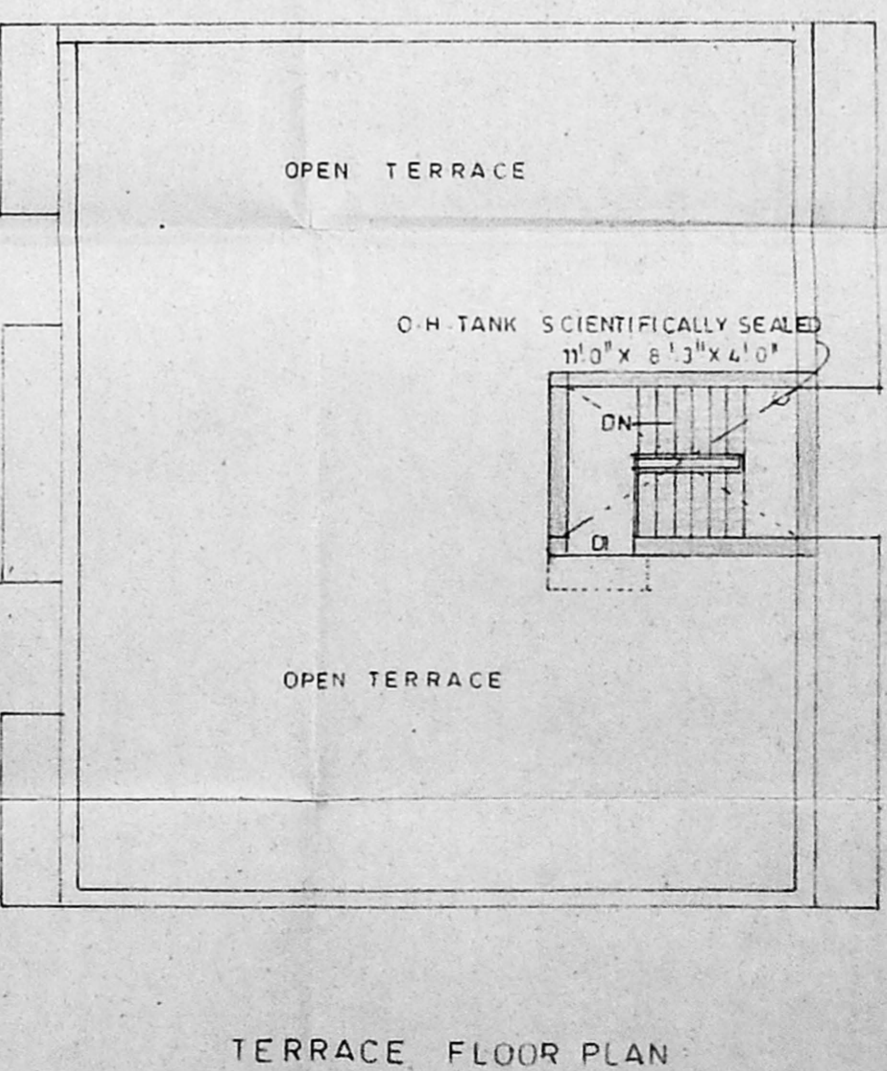 OPEN TERRACE
O.H.TANK SCIENTIFICALLY SEALED
11'.0" X 8'.3" X 4'.0"
DN
D1
OPEN TERRACE
TERRACE FLOOR PLAN